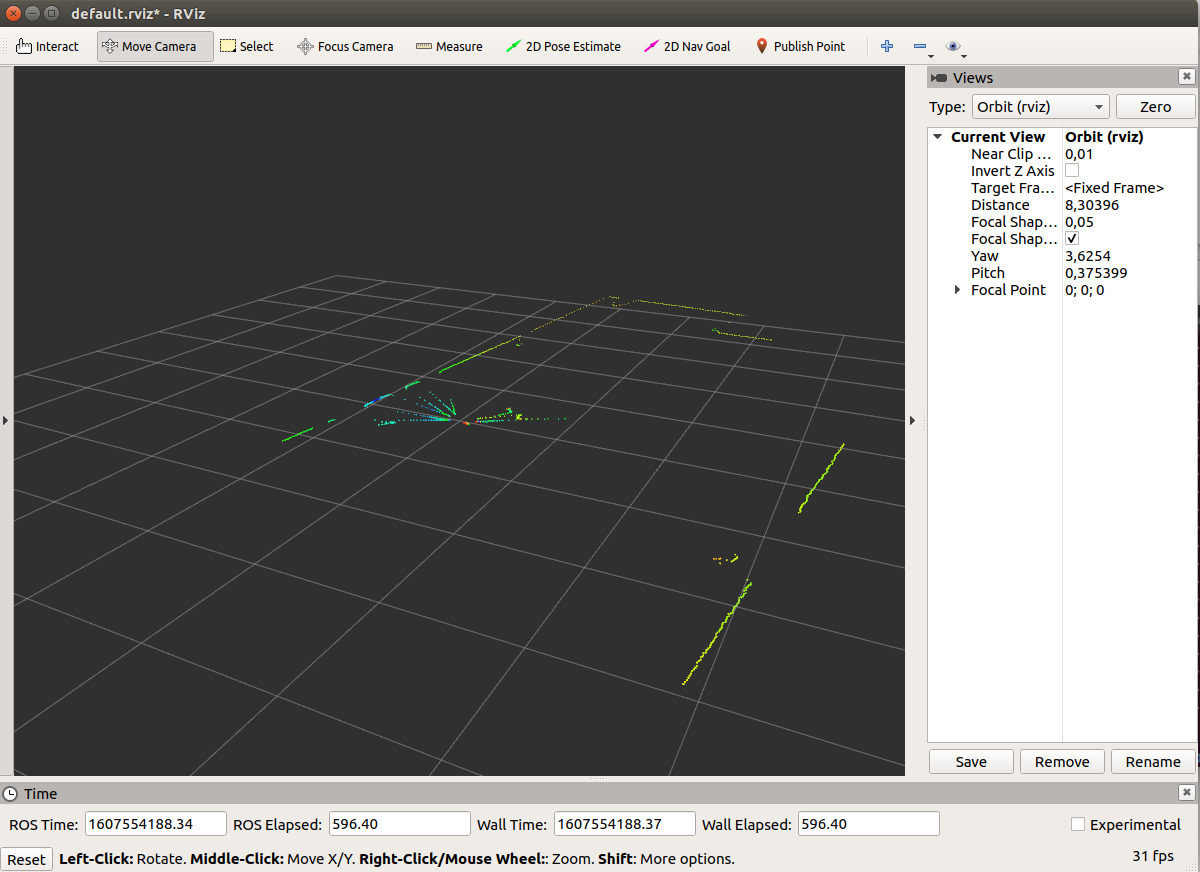 default.rviz* - RViz
Interact Move Camera Select Focus Camera Measure 2D Pose Estimate 2D Nav Goal Publish Point
Views
Type: Orbit (rviz) Zero
Current View Orbit (rviz)
Near Clip ... 0,01
Invert Z Axis
Target Fra... <Fixed Frame>
Distance 8,30396
Focal Shap... 0,05
Focal Shap...
Yaw 3,6254
Pitch 0,375399
Focal Point 0; 0; 0
Save Remove Rename
Time
ROS Time: 1607554188.34 ROS Elapsed: 596.40 Wall Time: 1607554188.37 Wall Elapsed: 596.40 Experimental
Reset Left-Click: Rotate. Middle-Click: Move X/Y. Right-Click/Mouse Wheel:: Zoom. Shift: More options. 31 fps